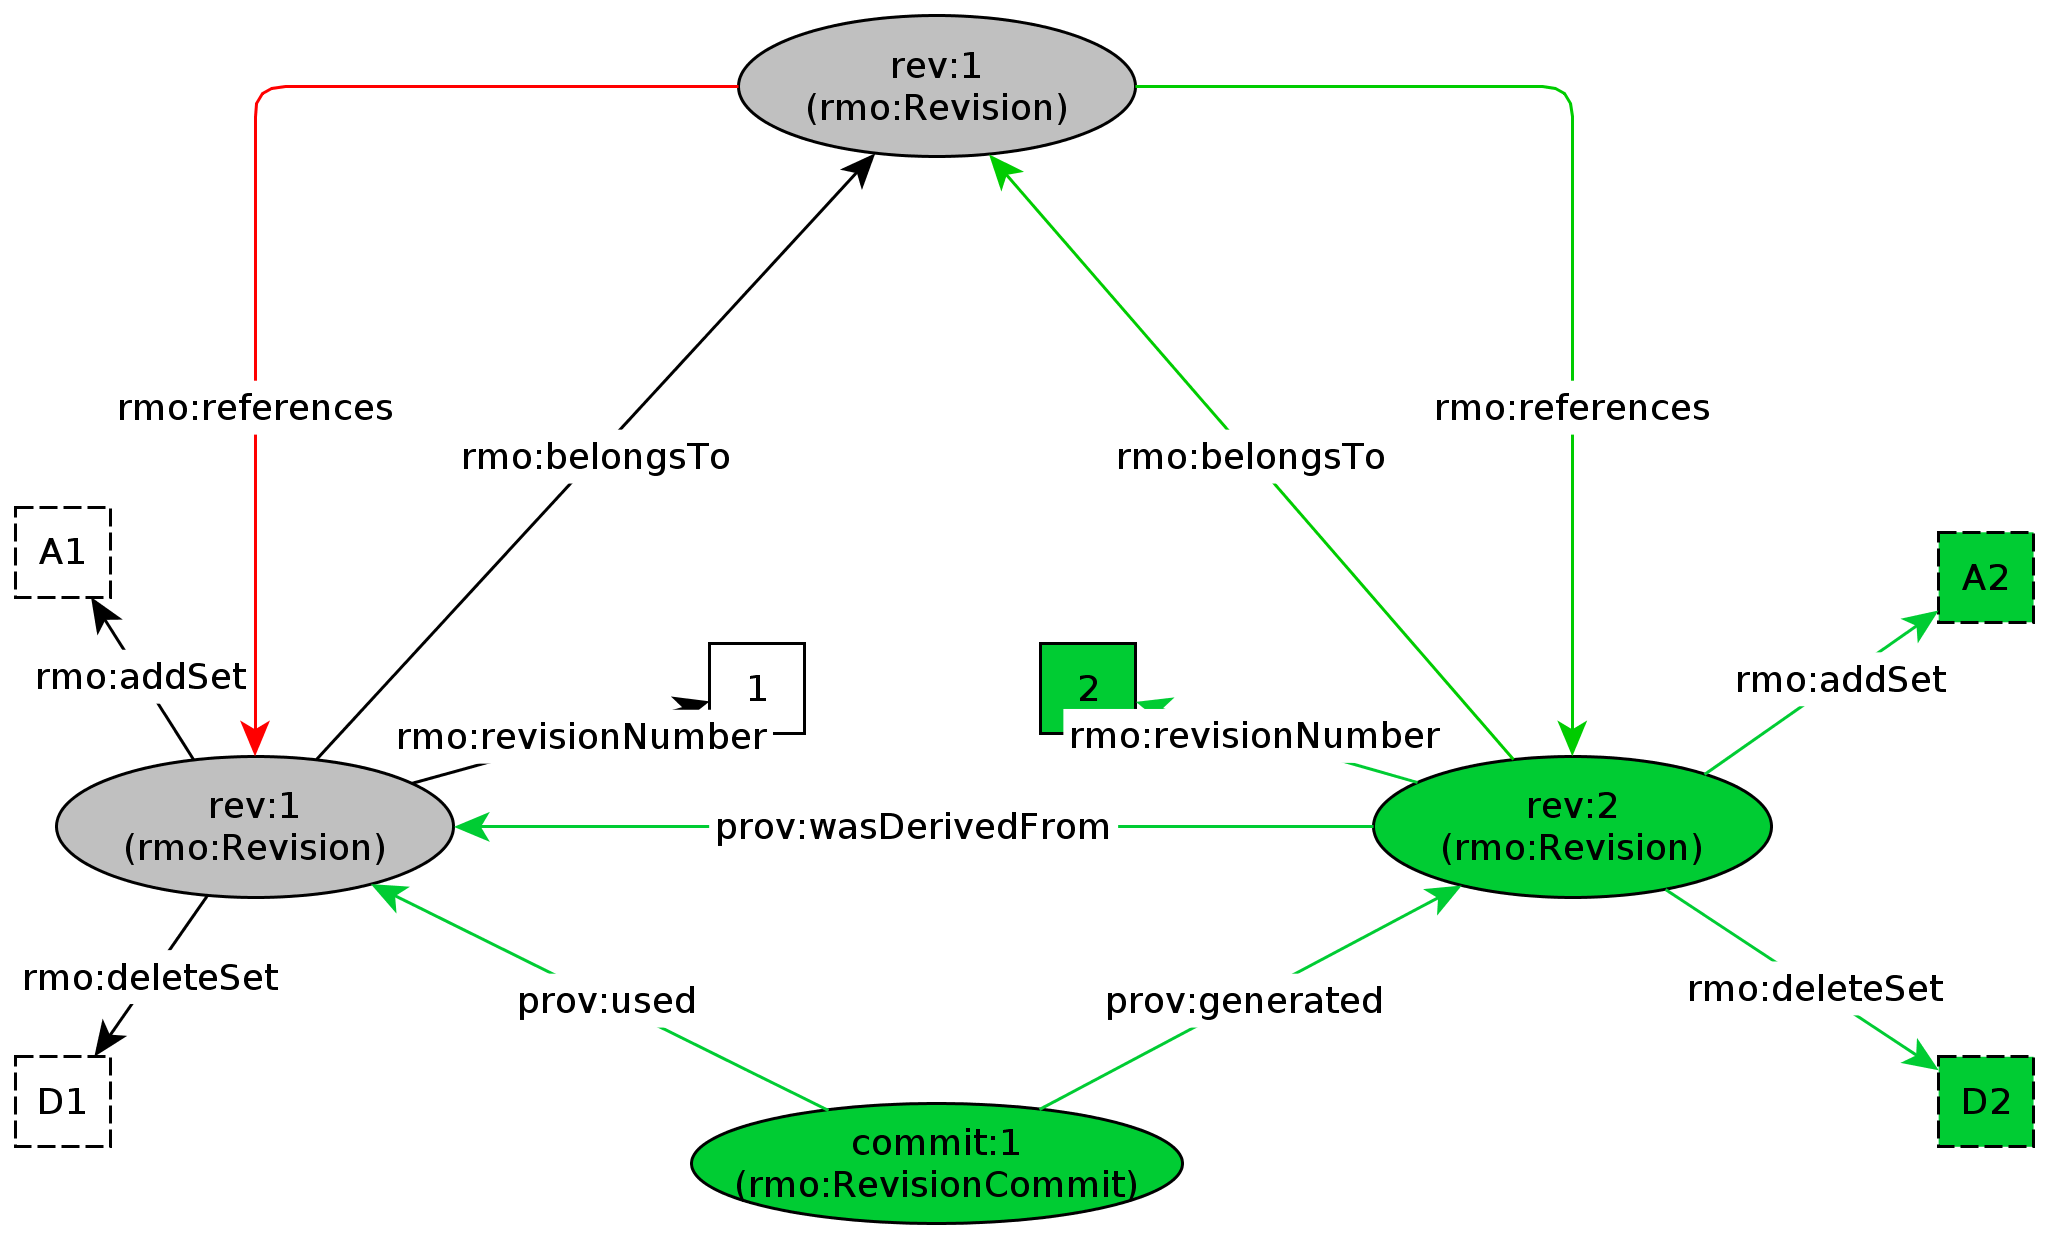 rev:1
(rmo:Revision)
rmo:references
rmo:references
rmo:belongsTo
rmo:belongsTo
A1
A2
rmo:addSet
rmo:addSet
1
2
rmo:revisionNumber
rmo:revisionNumber
rev:1
(rmo:Revision)
prov:wasDerivedFrom
rev:2
(rmo:Revision)
rmo:deleteSet
prov:used
prov:generated
rmo:deleteSet
D1
D2
commit:1
(rmo:RevisionCommit)